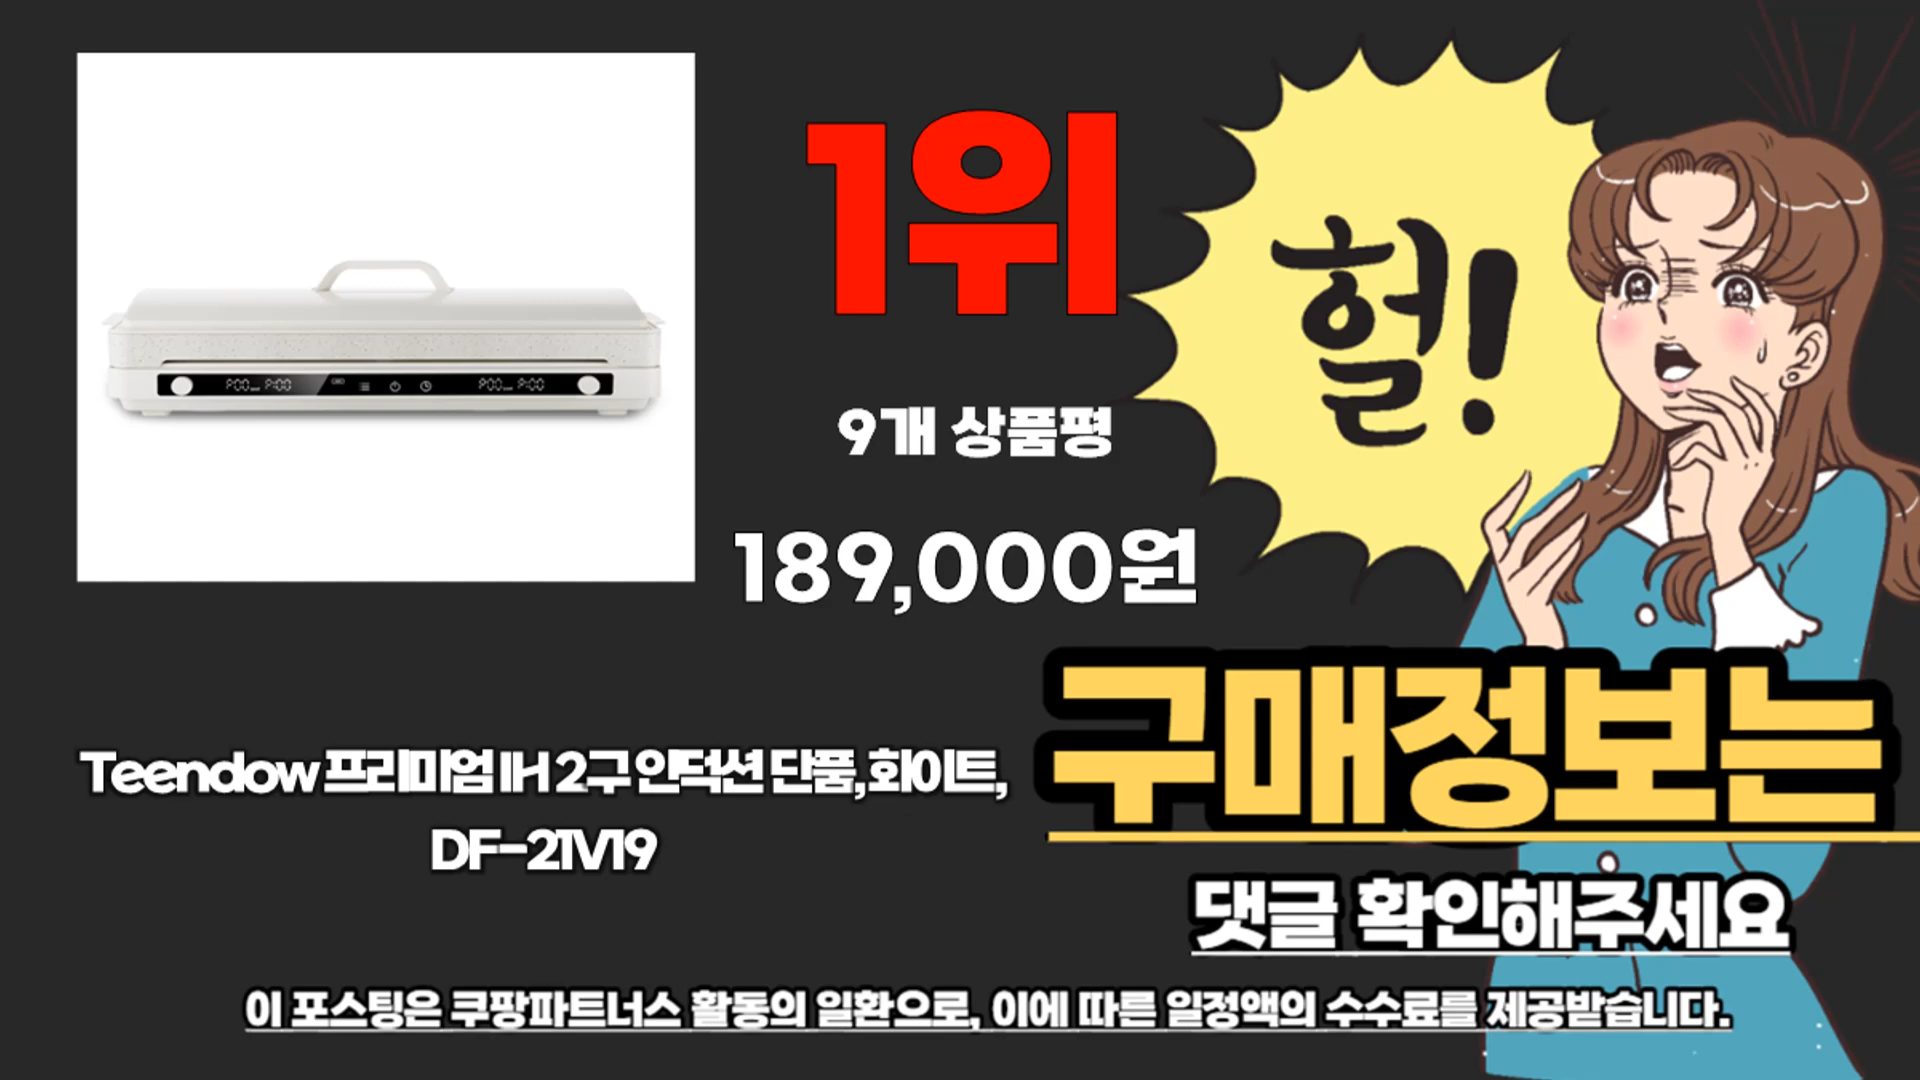 1위
헬!
9개 상품평
189,000원
Teendow 프리미엄 IH 2구 인덕션 단품, 화이트,
DF-21V19
구매정보는
댓글 확인해주세요
이 포스팅은 쿠팡파트너스 활동의 일환으로, 이에 따른 일정액의 수수료를 제공받습니다.